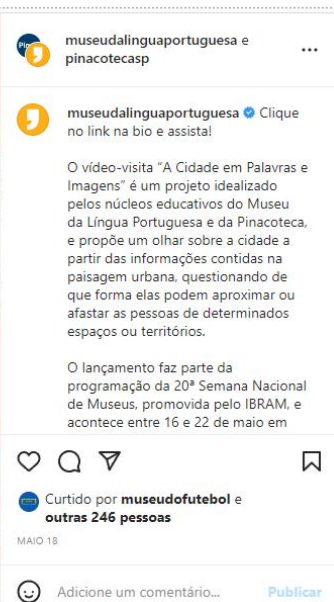 museudalinguaportuguesa e
pinacotecasp
museudalinguaportuguesa Clique
no link na bio e assista!
O vídeo-visita "A Cidade em Palavras e
Imagens" é um projeto idealizado
pelos núcleos educativos do Museu
da Língua Portuguesa e da Pinacoteca,
e propõe um olhar sobre a cidade a
partir das informações contidas na
paisagem urbana, questionando de
que forma elas podem aproximar ou
afastar as pessoas de determinados
espaços ou territórios.
O lançamento faz parte da
programação da 20ª Semana Nacional
de Museus, promovida pelo IBRAM, e
acontece entre 16 e 22 de maio em
Curtido por museudofutebol e
outras 246 pessoas
MAIO 18
Adicione um comentário... Publicar